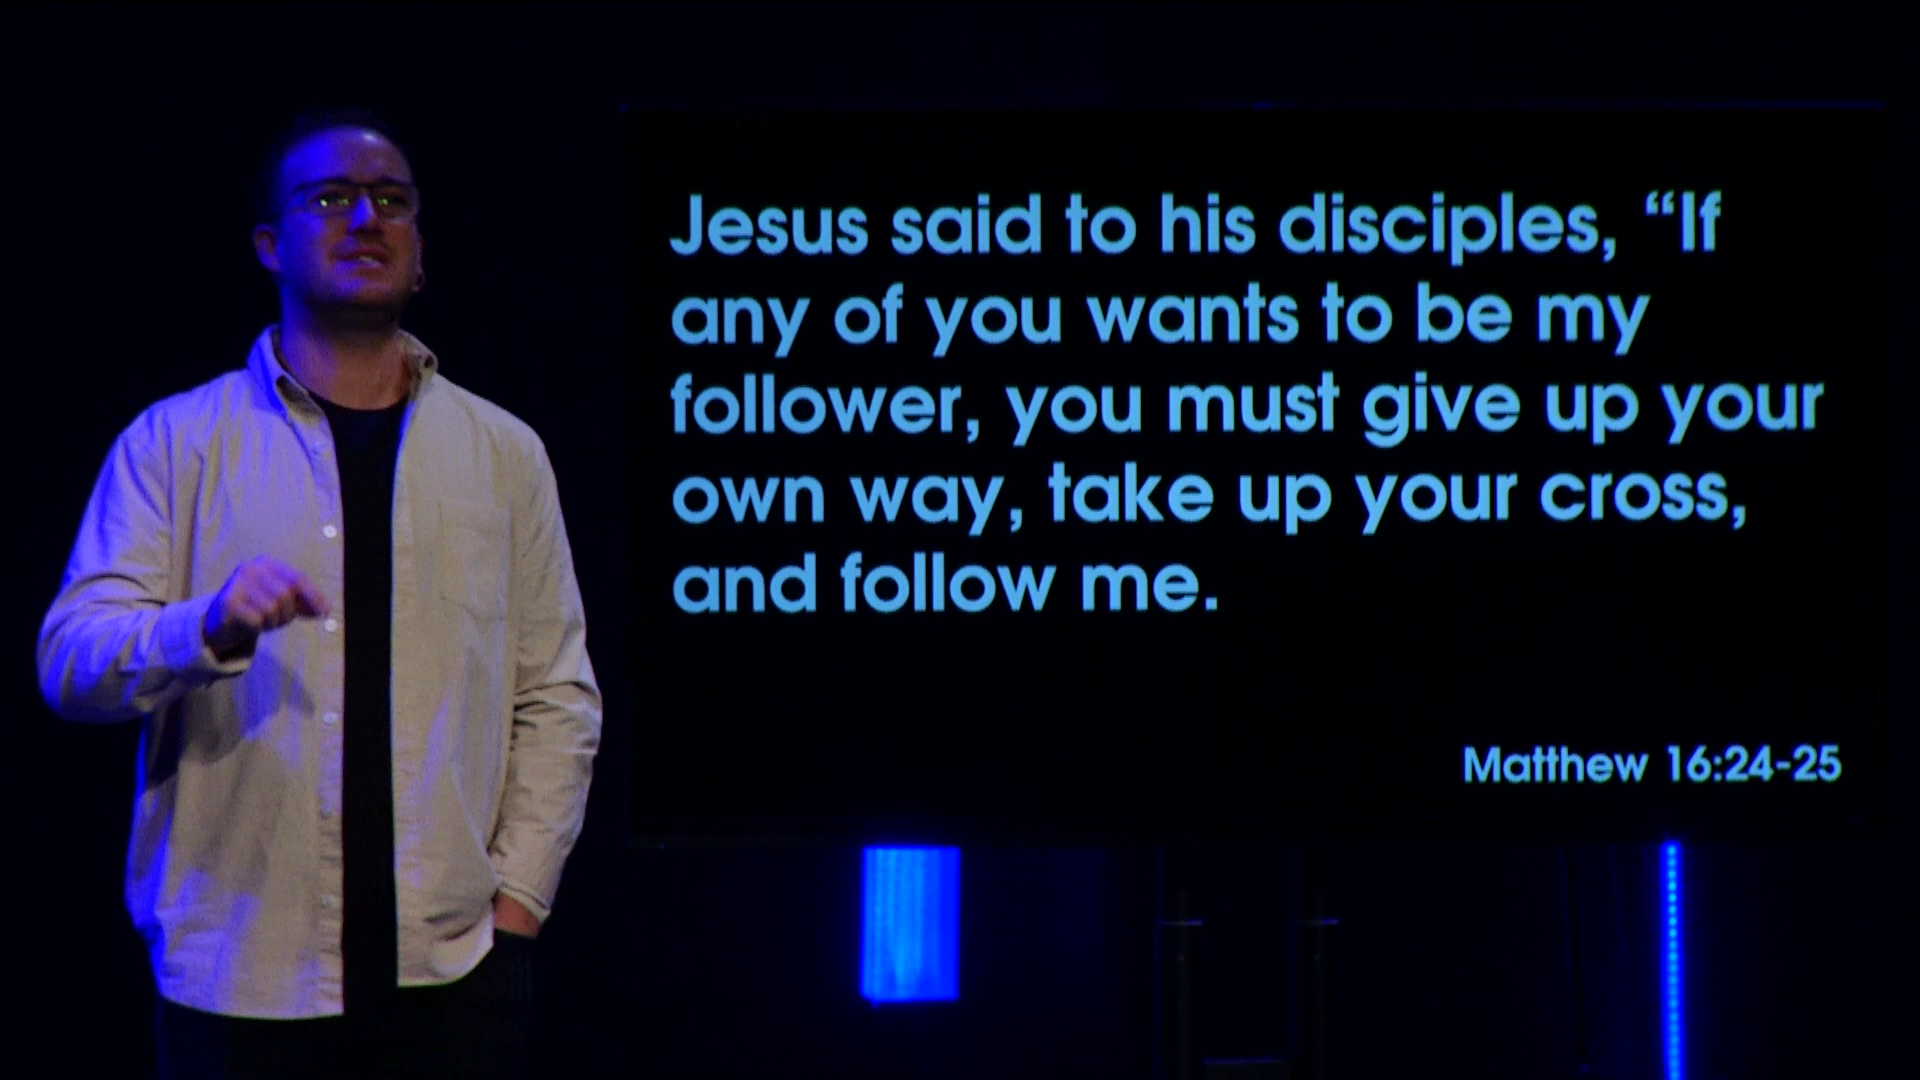 Jesus said to his disciples, “If
any of you wants to be my
follower, you must give up your
own way, take up your cross,
and follow me.
Matthew 16:24-25